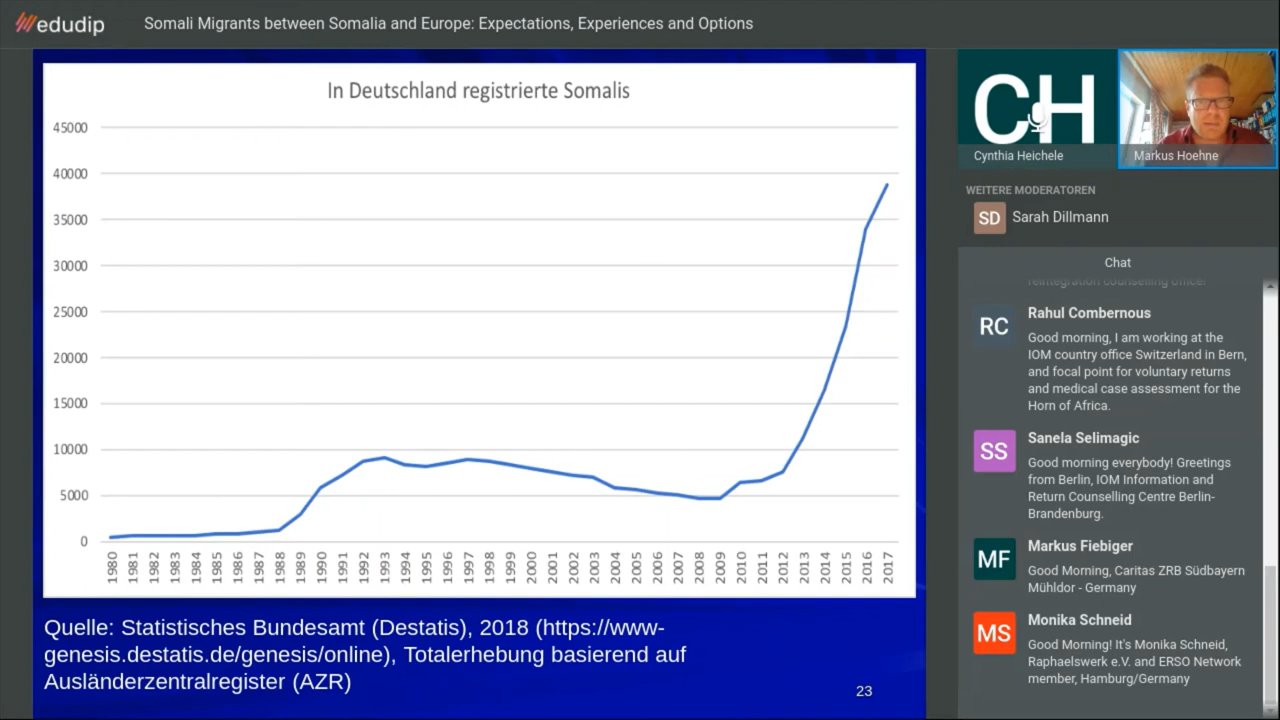 edudip
Somali Migrants between Somalia and Europe: Expectations, Experiences and Options
In Deutschland registrierte Somalis
45000
40000
35000
30000
25000
20000
15000
10000
5000
0
1980 1981 1982 1983 1984 1985 1986 1987 1988 1989 1990 1991 1992 1993 1994 1995 1996 1997 1998 1999 2000 2001 2002 2003 2004 2005 2006 2007 2008 2009 2010 2011 2012 2013 2014 2015 2016 2017
Quelle: Statistisches Bundesamt (Destatis), 2018 (https://www-
genesis.destatis.de/genesis/online), Totalerhebung basierend auf
Ausländerzentralregister (AZR)
23
CH
Cynthia Heichele
Markus Hoehne
WEITERE MODERATOREN
SD
Sarah Dillmann
Chat
reintegration counselling office.
RC
Rahul Combernous
Good morning, I am working at the
IOM country office Switzerland in Bern,
and focal point for voluntary returns
and medical case assessment for the
Horn of Africa.
SS
Sanela Selimagic
Good morning everybody! Greetings
from Berlin, IOM Information and
Return Counselling Centre Berlin-
Brandenburg.
MF
Markus Fiebiger
Good Morning, Caritas ZRB Südbayern
Mühldor - Germany
MS
Monika Schneid
Good Morning! It's Monika Schneid,
Raphaelswerk e.V. and ERSO Network
member, Hamburg/Germany